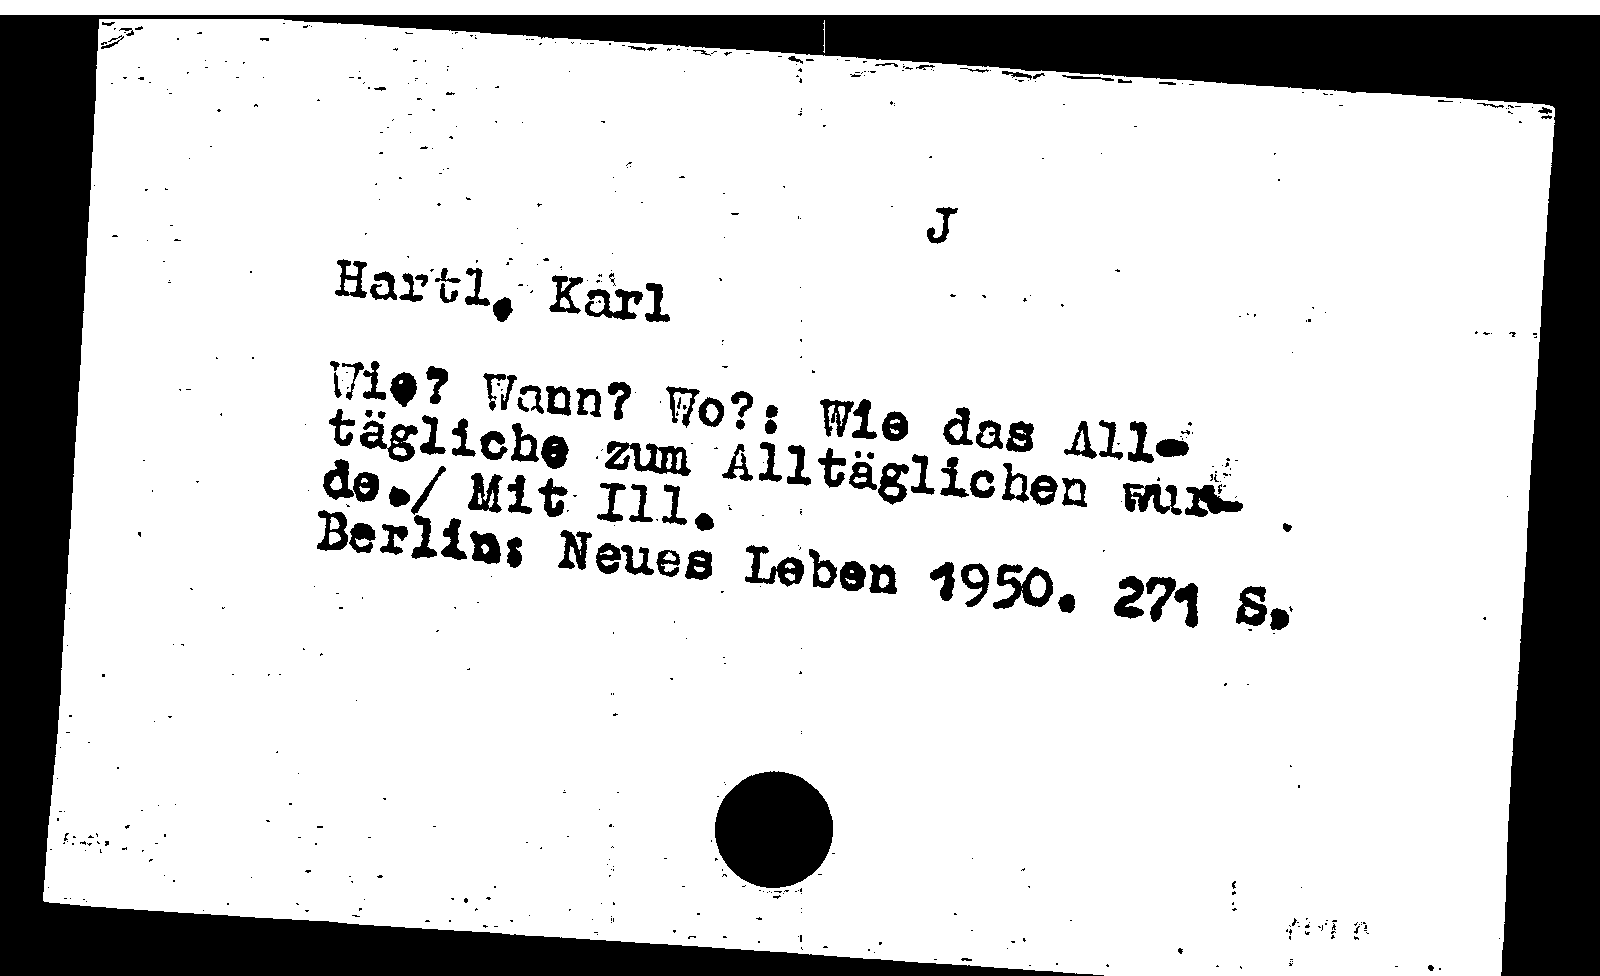 J
Hartl, Karl
Wie? Wann? Wo?: Wie das All-
tägliche zum Alltäglichen wur-
de./ Mit Ill.
Berlin: Neues Leben 1950. 271 S.